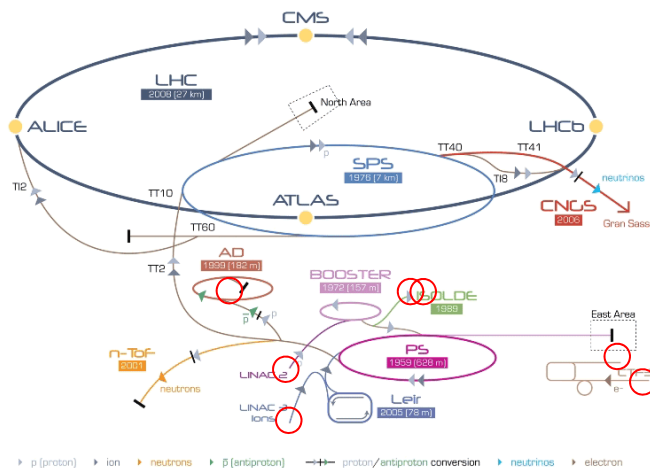 CMS
LHC
2008 (27 km)
North Area
ALICE
LHCb
p
SPS
1976 (7 km)
TT40
TT41
TI2
TI8
TT10
ATLAS
neutrinos
CNGS
2006
Gran Sass
TT60
AD
1999 (182 m)
TT2
BOOSTER
1972 (157 m)
ISOLDE
1989
p
p̅
East Area
n-ToF
2001
PS
1959 (628 m)
LINAC 2
neutrons
CTF3
e-
LINAC 3
Ions
Leir
2005 (78 m)
p (proton)
ion
neutrons
p̅ (antiproton)
proton/antiproton conversion
neutrinos
electron